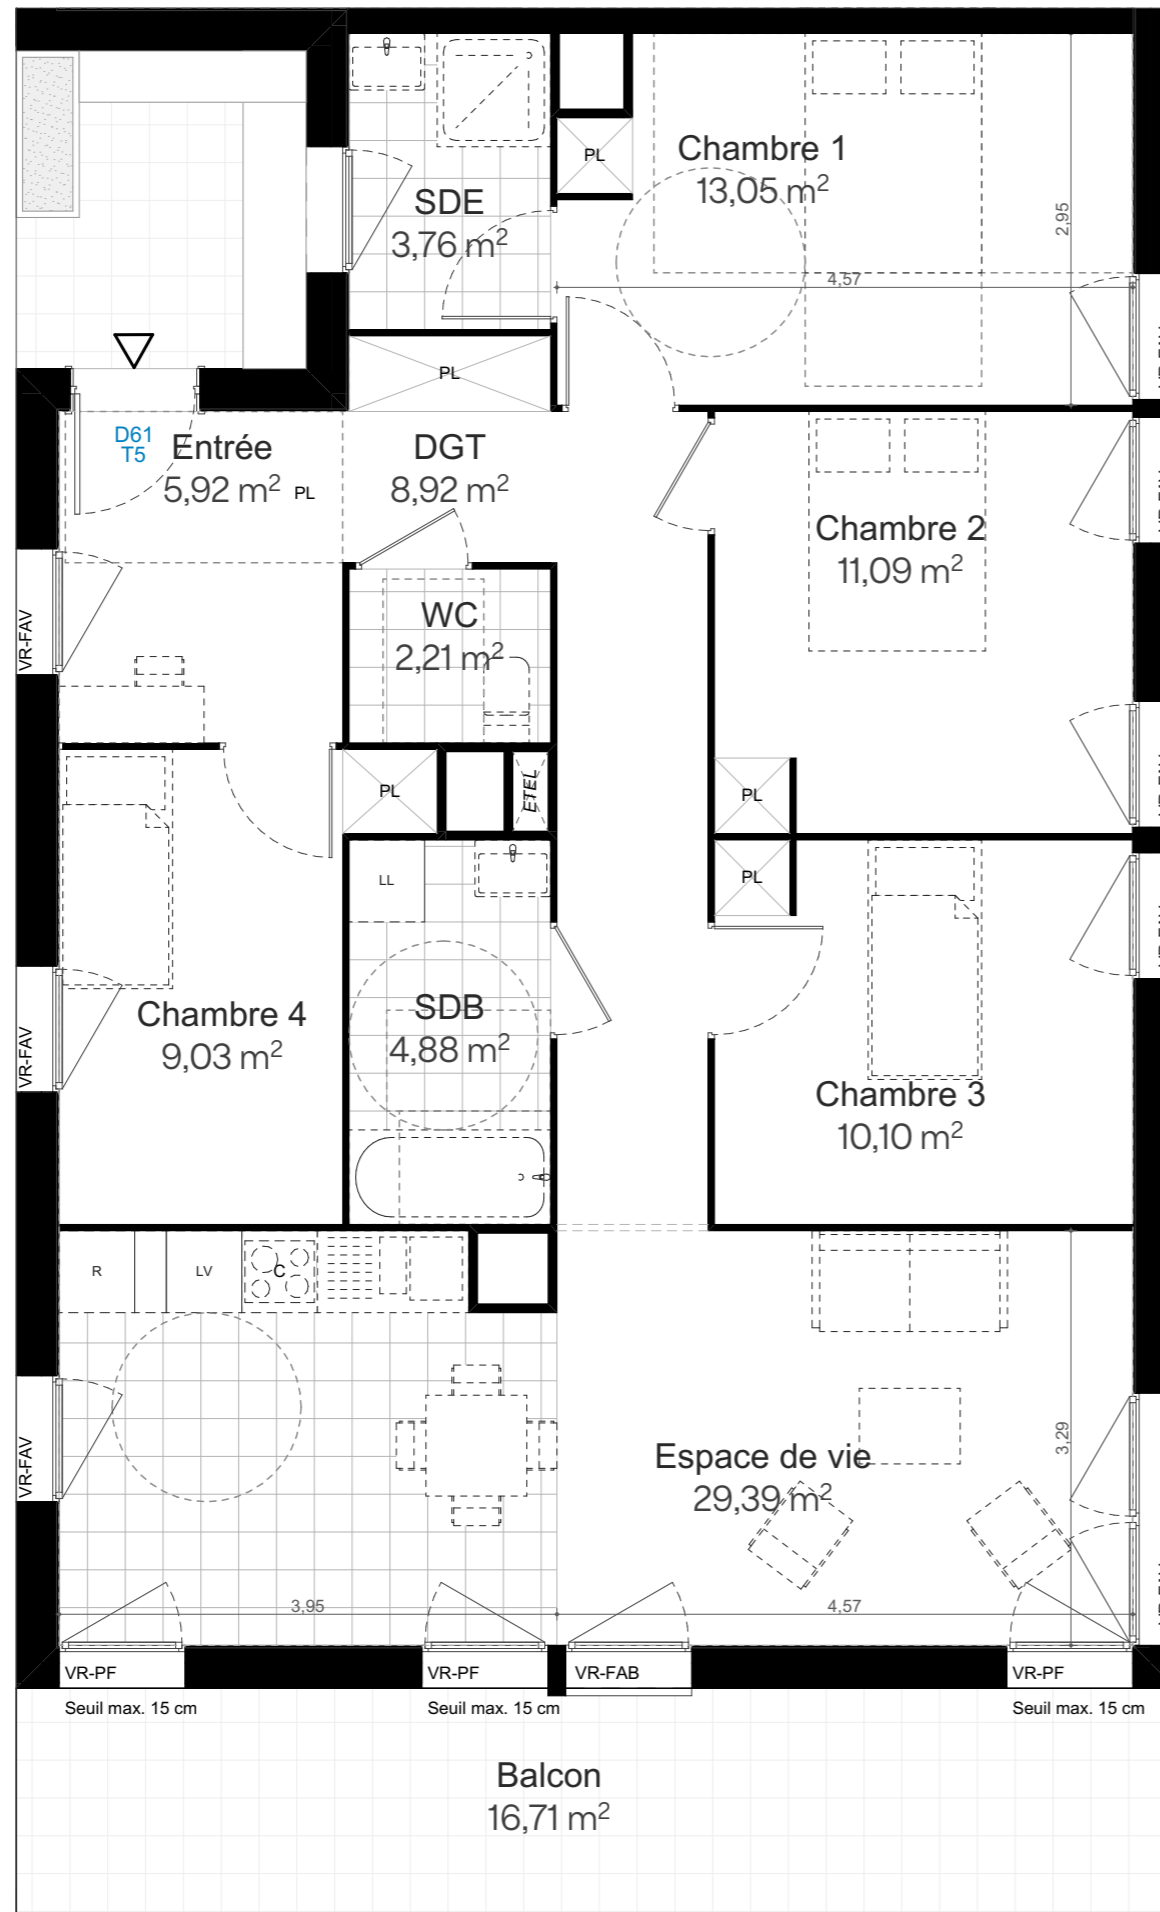 Chambre 1
13,05 m²
PL
SDE
3,76 m²
2,95
4,57
PL
D61
T5
Entrée
5,92 m²
PL
DGT
8,92 m²
Chambre 2
11,09 m²
VR-FAV
WC
2,21 m²
PL
ETEL
PL
PL
LL
Chambre 4
9,03 m²
SDB
4,88 m²
VR-FAV
Chambre 3
10,10 m²
R
LV
C
VR-FAV
Espace de vie
29,39 m²
3,29
3,95
4,57
VR-PF
VR-PF
VR-FAB
VR-PF
Seuil max. 15 cm
Seuil max. 15 cm
Seuil max. 15 cm
Balcon
16,71 m²